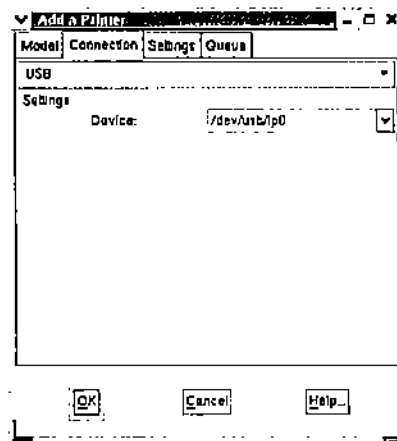 Add a Printer
Model Connection Settings Queue
USB
Settings
Device: /dev/usb/lp0
OK Cancel Help...